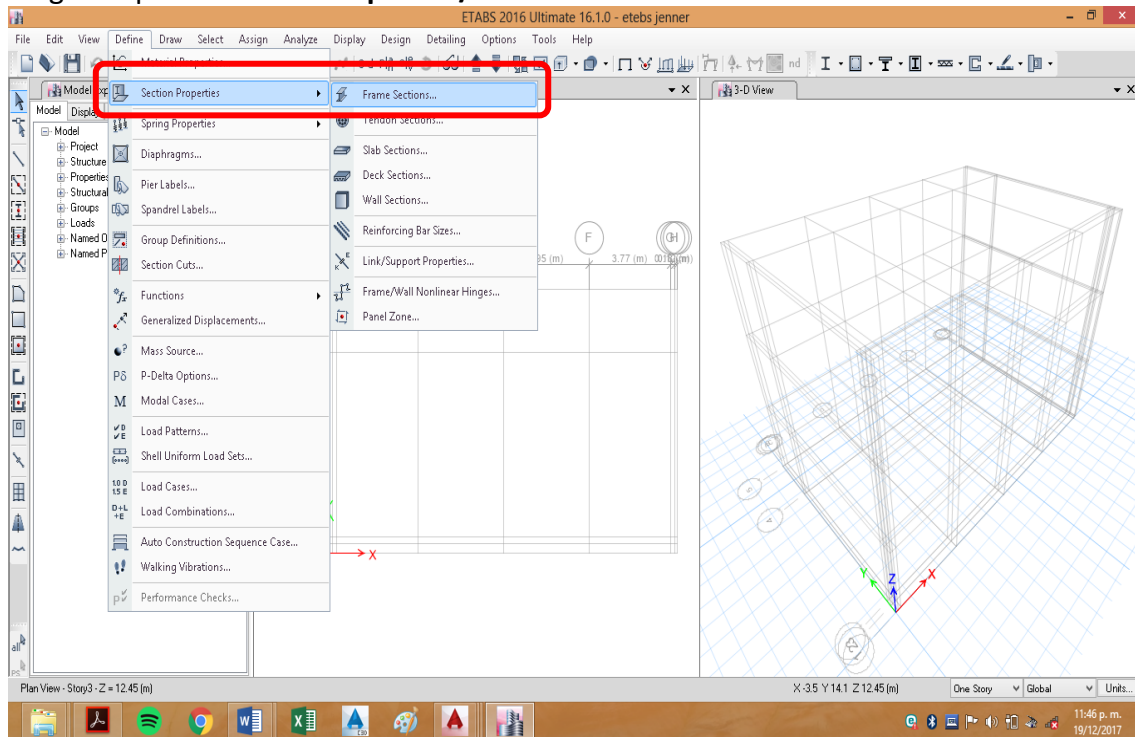 ETABS 2016 Ultimate 16.1.0 - etebs jenner
File Edit View Define Draw Select Assign Analyze Display Design Detailing Options Tools Help
nd
Model
3-D View
Model
Model
Project
Structure
Properties
Structural
Groups
Loads
Named O
Named P
Section Properties
Spring Properties
Diaphragms...
Pier Labels...
Spandrel Labels...
Group Definitions...
Section Cuts...
Functions
Generalized Displacements...
Mass Source...
Pδ P-Delta Options...
M Modal Cases...
Load Patterns...
Shell Uniform Load Sets...
Load Cases...
Load Combinations...
Auto Construction Sequence Case...
Walking Vibrations...
Performance Checks...
Frame Sections...
Tendon Sections...
Slab Sections...
Deck Sections...
Wall Sections...
Reinforcing Bar Sizes...
Link/Support Properties...
Frame/Wall Nonlinear Hinges...
Panel Zone...
F
3.77 (m)
X
Y
Z
X
all
Plan View - Story3 - Z = 12.45 (m)
X -3.5 Y 14.1 Z 12.45 (m)
One Story
Global
Units...
11:46 p. m.
19/12/2017